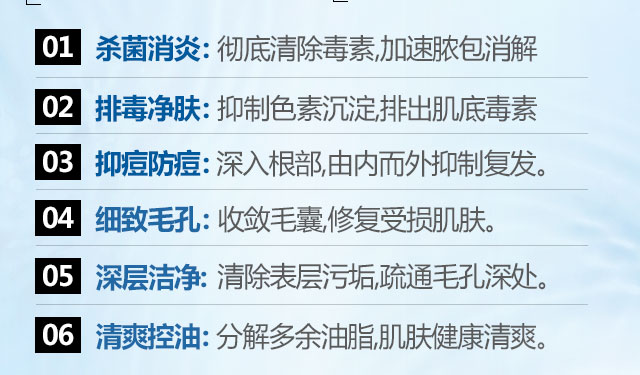 01 杀菌消炎: 彻底清除毒素,加速脓包消解
02 排毒净肤: 抑制色素沉淀,排出肌底毒素
03 抑痘防痘: 深入根部,由内而外抑制复发。
04 细致毛孔: 收敛毛囊,修复受损肌肤。
05 深层洁净: 清除表层污垢,疏通毛孔深处。
06 清爽控油: 分解多余油脂,肌肤健康清爽。